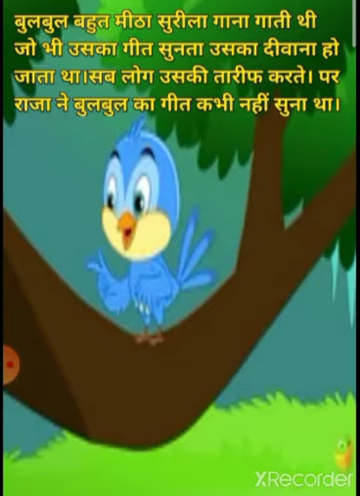 बुलबुल बहुत मीठा सुरीला गाना गाती थी
जो भी उसका गीत सुनता उसका दीवाना हो
जाता था।सब लोग उसकी तारीफ करते। पर
राजा ने बुलबुल का गीत कभी नहीं सुना था।
XRecorder